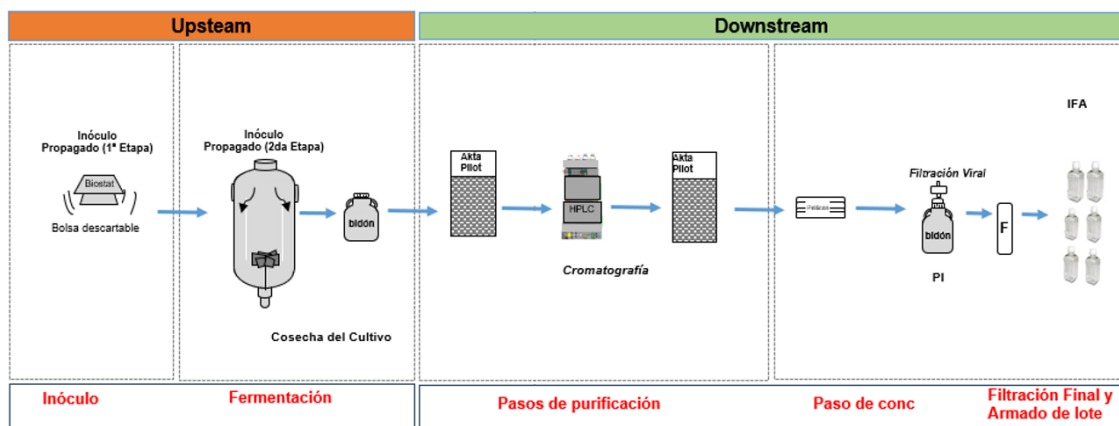 Upsteam
Downstream
Inóculo
Propagado (1ª Etapa)
Biostat
Bolsa descartable
Inóculo
Propagado (2da Etapa)
bidón
Cosecha del Cultivo
Akta
Pilot
HPLC
Cromatografía
Akta
Pilot
Filtración Viral
bidón
PI
F
IFA
Inóculo
Fermentación
Pasos de purificación
Paso de conc
Filtración Final y
Armado de lote